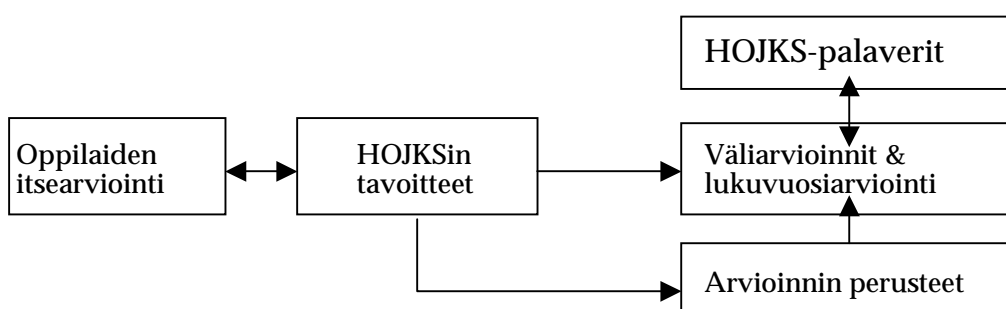 HOJKS-palaverit
Oppilaiden
itsearviointi
HOJKSin
tavoitteet
Väliarvioinnit &
lukuvuosiarviointi
Arvioinnin perusteet